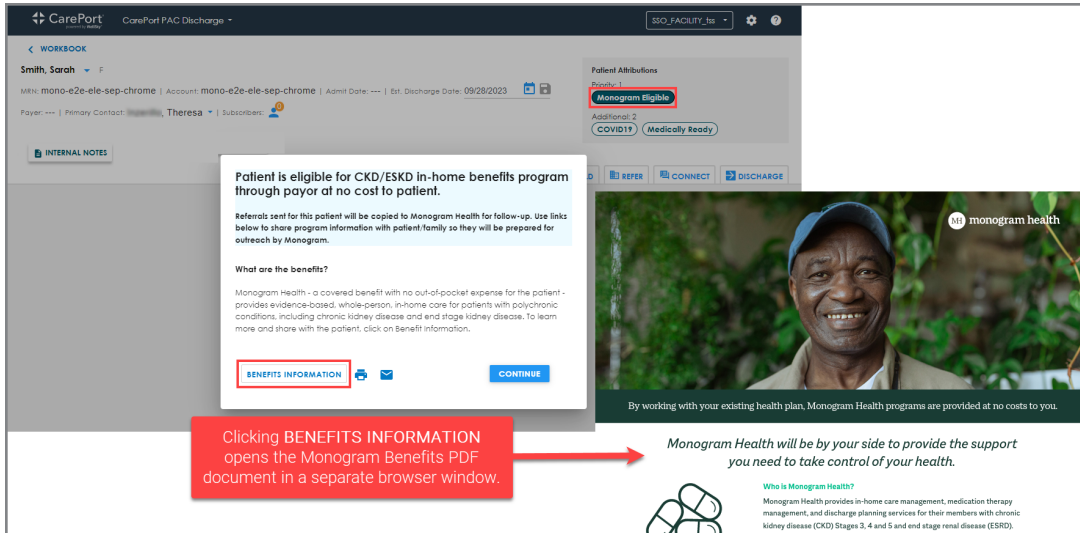 CarePort
CarePort PAC Discharge
SSO_FACILITY_tss
WORKBOOK
Smith, Sarah F
MRN: mono-e2e-ele-sep-chrome | Account: mono-e2e-ele-sep-chrome | Admit Date: --- | Est. Discharge Date: 09/28/2023
Payer: --- | Primary Contact: , Theresa | Subscribers: 0
Patient Attributions
Priority: 1
Monogram Eligible
Additional: 2
COVID19 Medically Ready
INTERNAL NOTES
D REFER CONNECT DISCHARGE
Patient is eligible for CKD/ESKD in-home benefits program
through payor at no cost to patient.
Referrals sent for this patient will be copied to Monogram Health for follow-up. Use links
below to share program information with patient/family so they will be prepared for
outreach by Monogram.
What are the benefits?
Monogram Health - a covered benefit with no out-of-pocket expense for the patient -
provides evidence-based, whole-person, in-home care for patients with polychronic
conditions, including chronic kidney disease and end stage kidney disease. To learn
more and share with the patient, click on Benefit Information.
BENEFITS INFORMATION
CONTINUE
Clicking BENEFITS INFORMATION
opens the Monogram Benefits PDF
document in a separate browser window.
MH monogram health
By working with your existing health plan, Monogram Health programs are provided at no costs to you.
Monogram Health will be by your side to provide the support
you need to take control of your health.
Who is Monogram Health?
Monogram Health provides in-home care management, medication therapy
management, and discharge planning services for their members with chronic
kidney disease (CKD) Stages 3, 4 and 5 and end stage renal disease (ESRD).